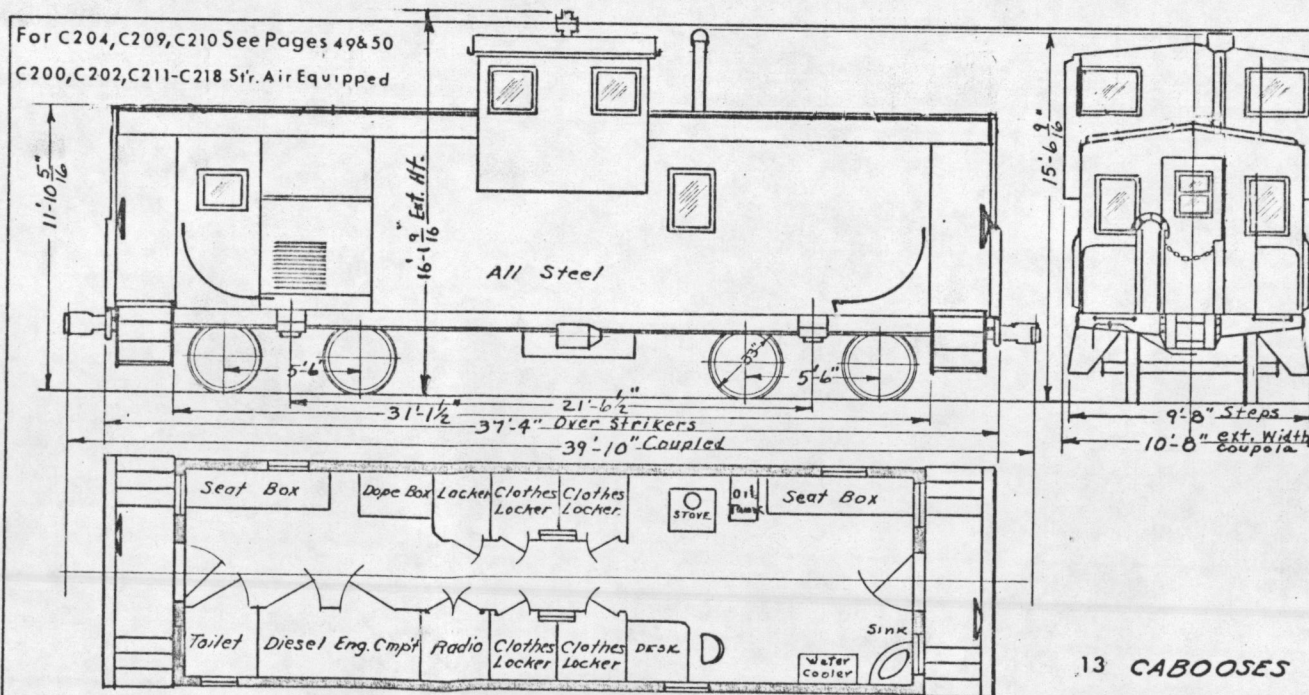 For C204, C209, C210 See Pages 49&50
C200, C202, C211-C218 St'r. Air Equipped
11'-10 5/16"
16'-1 9/16" Ext. Ht.
15'-6 9/16"
All Steel
5'-6"
33"
5'-6"
21'-6 1/2"
31'-1 1/2"
37'-4" Over Strikers
39'-10" Coupled
9'-8" Steps
10'-8" ext. Width
Coupola
Seat Box
Dope Box
Locker
Clothes
Locker
Clothes
Locker
STOVE
Oil
Tank
Seat Box
Toilet
Diesel Eng. Cmp't
Radio
Clothes
Locker
Clothes
Locker
DESK
Water
Cooler
Sink
13 CABOOSES